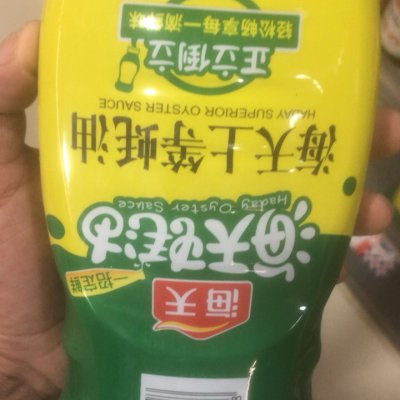 海天
一招定鲜
海天蚝油
Haday Oyster Sauce
海天上等蚝油
HADAY SUPERIOR OYSTER SAUCE
正立倒立
轻松畅享每一滴鲜味